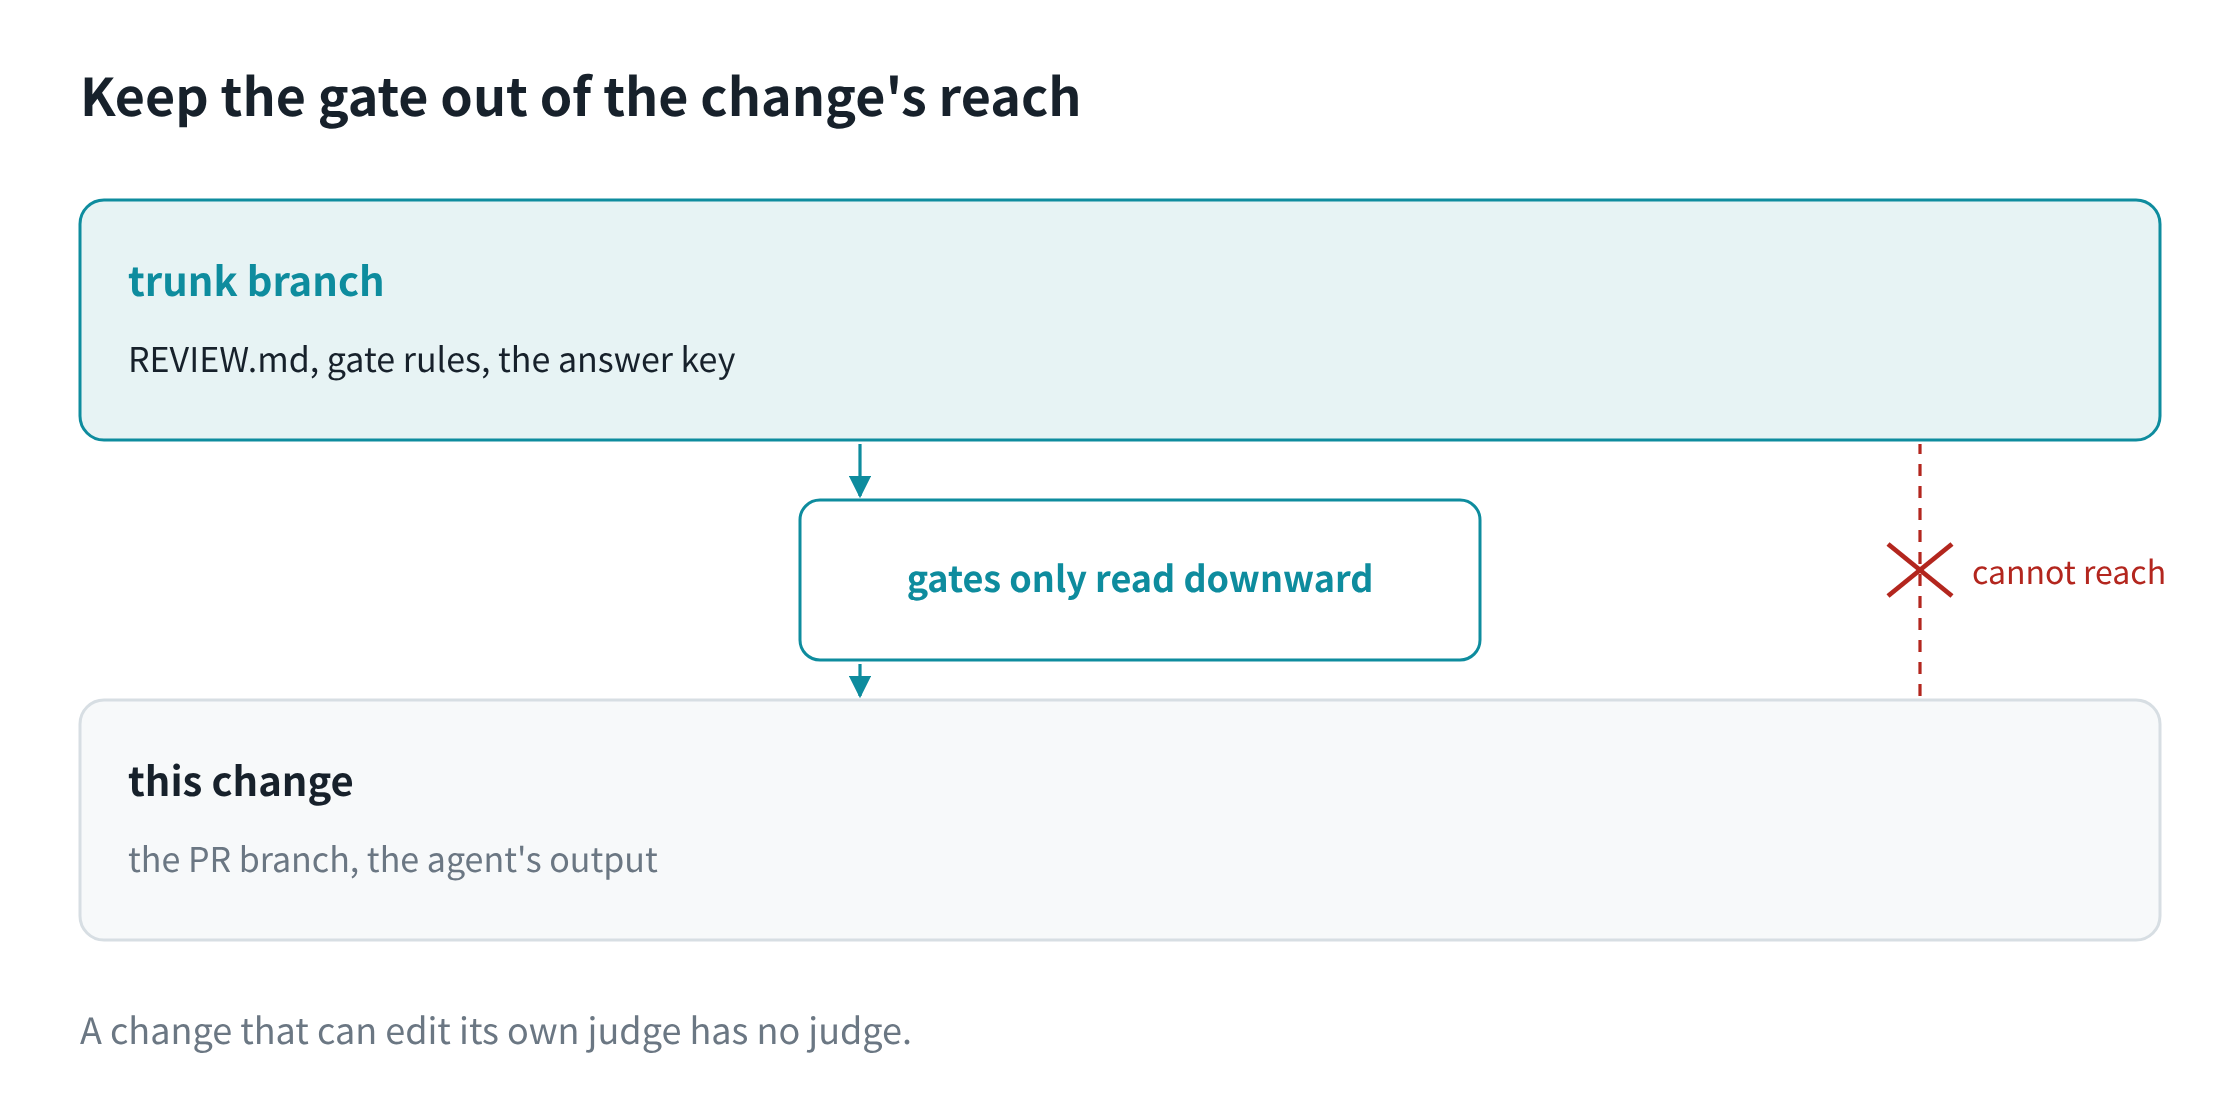 Keep the gate out of the change's reach
trunk branch
REVIEW.md, gate rules, the answer key
gates only read downward
cannot reach
this change
the PR branch, the agent's output
A change that can edit its own judge has no judge.